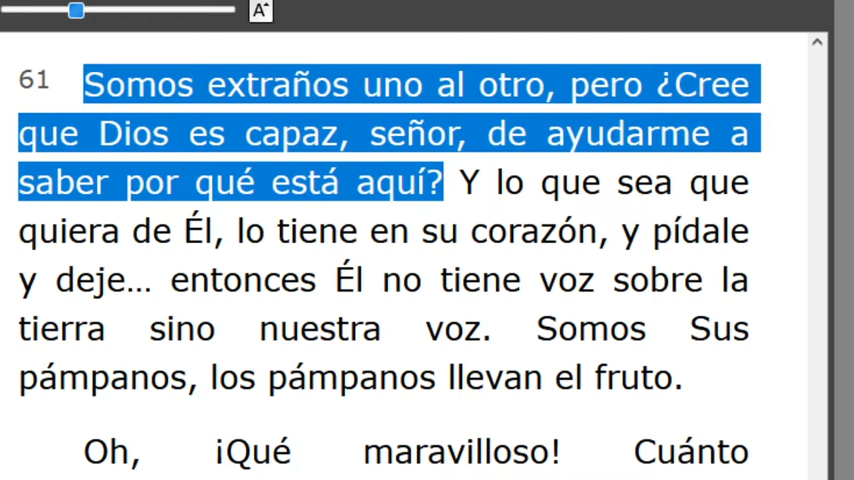 A
61 Somos extraños uno al otro, pero ¿Cree
que Dios es capaz, señor, de ayudarme a
saber por qué está aquí? Y lo que sea que
quiera de Él, lo tiene en su corazón, y pídale
y deje… entonces Él no tiene voz sobre la
tierra sino nuestra voz. Somos Sus
pámpanos, los pámpanos llevan el fruto.
Oh, ¡Qué maravilloso! Cuánto